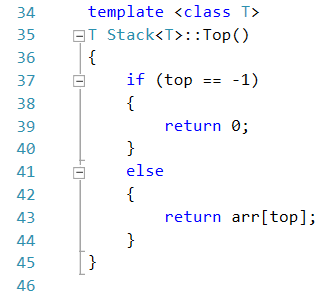 34 template <class T>
35 T Stack<T>::Top()
36 {
37     if (top == -1)
38     {
39         return 0;
40     }
41     else
42     {
43         return arr[top];
44     }
45 }
46